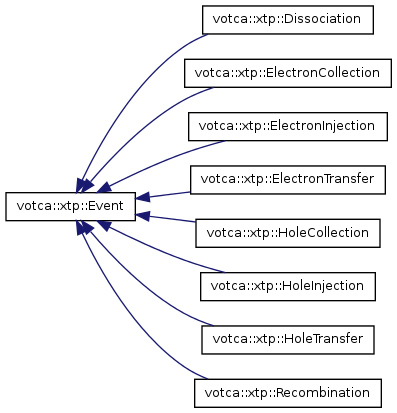 votca::xtp::Dissociation
votca::xtp::ElectronCollection
votca::xtp::ElectronInjection
votca::xtp::ElectronTransfer
votca::xtp::Event
votca::xtp::HoleCollection
votca::xtp::HoleInjection
votca::xtp::HoleTransfer
votca::xtp::Recombination